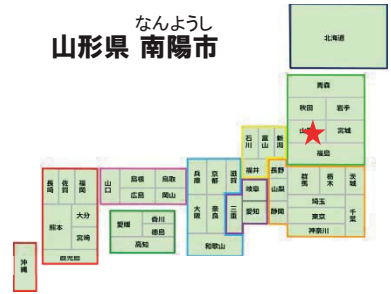 なんようし
山形県 南陽市
北海道
青森
秋田 岩手
宮城
福島
石川 富山 新潟
福井 長野 群馬 栃木 茨城
岐阜 山梨 埼玉 千葉
愛知 静岡 東京
神奈川
兵庫 京都 滋賀
大阪 奈良 三重
和歌山
山口 島根 鳥取
広島 岡山
愛媛 香川
徳島
高知
長崎 佐賀 福岡
熊本 大分
宮崎
鹿児島
沖縄